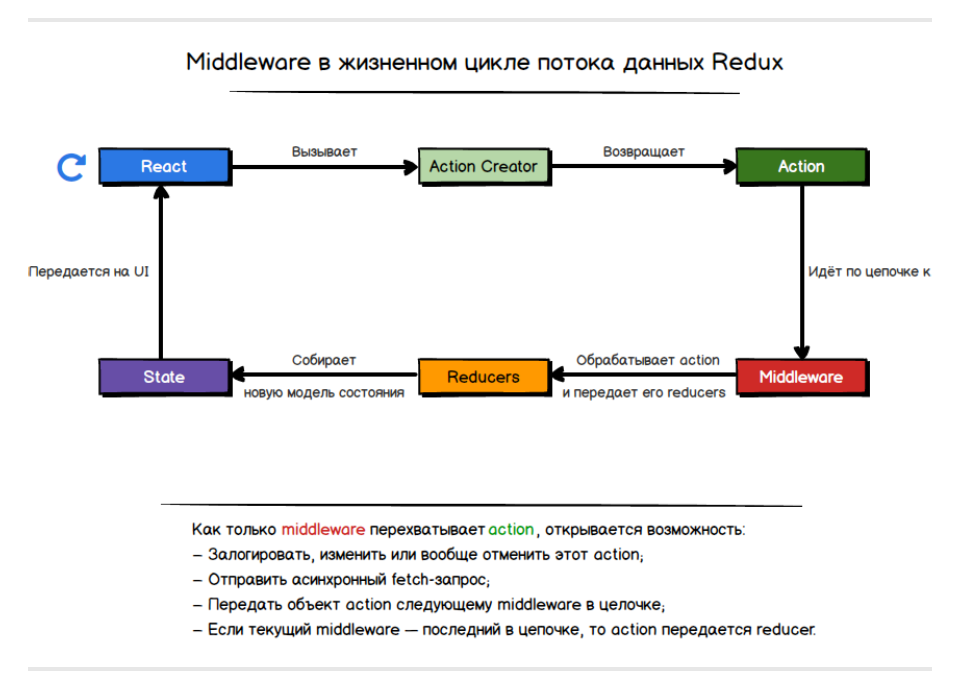 Middleware в жизненном цикле потока данных Redux
Вызывает
Возвращает
React
Action Creator
Action
Передается на UI
Идёт по цепочке к
Собирает
Обрабатывает action
State
Reducers
Middleware
новую модель состояния
и передает его reducers
Как только middleware перехватывает action, открывается возможность:
– Залогировать, изменить или вообще отменить этот action;
– Отправить асинхронный fetch-запрос;
– Передать объект action следующему middleware в целочке;
– Если текущий middleware — последний в цепочке, то action передается reducer.